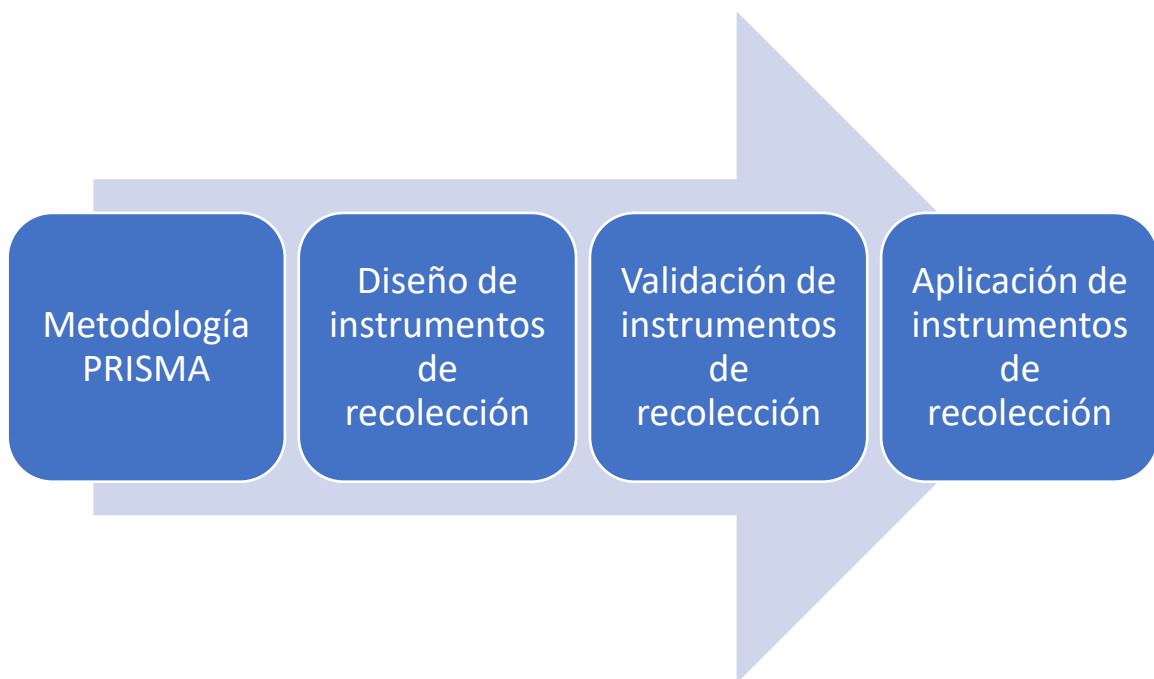 Metodología
PRISMA
Diseño de
instrumentos
de
recolección
Validación de
instrumentos
de
recolección
Aplicación de
instrumentos
de
recolección